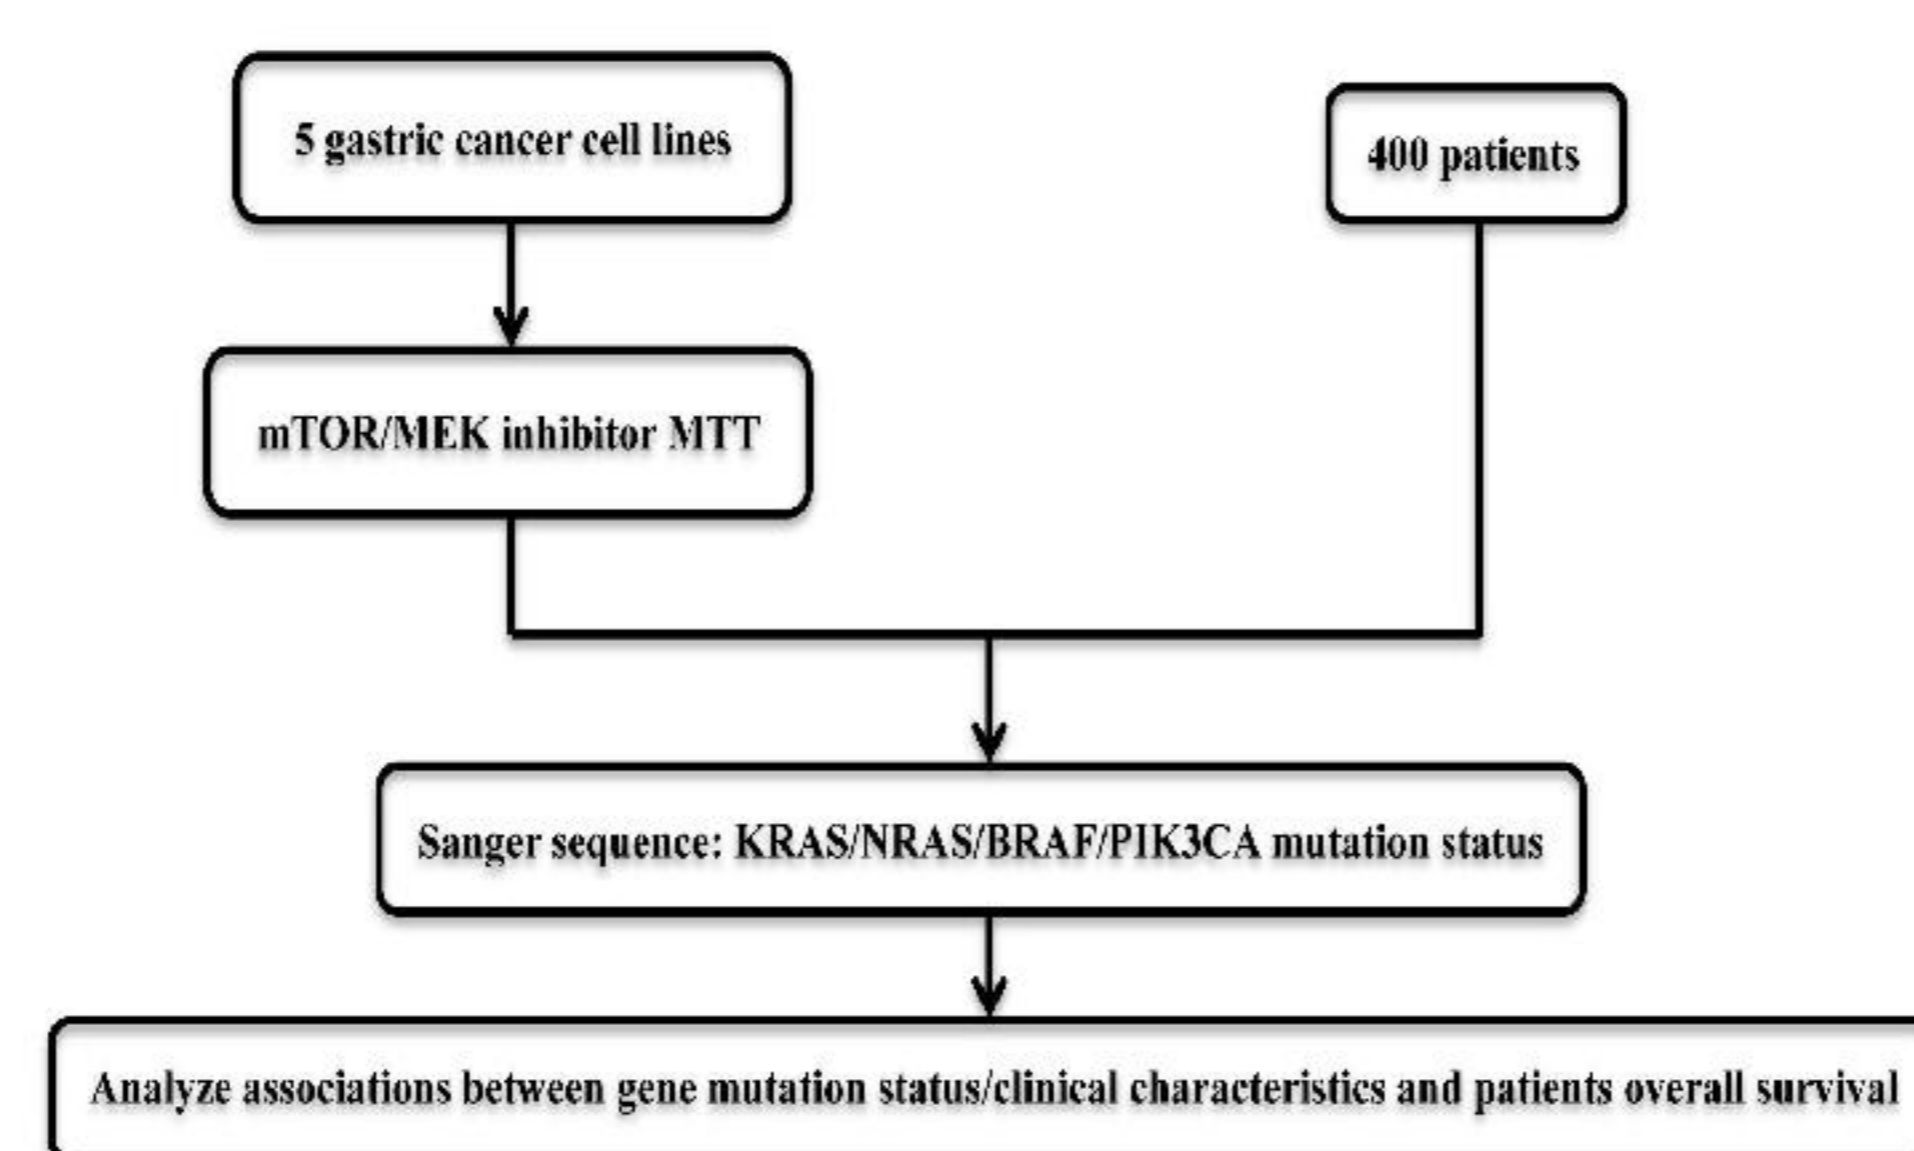 5 gastric cancer cell lines
400 patients
mTOR/MEK inhibitor MTT
Sanger sequence: KRAS/NRAS/BRAF/PIK3CA mutation status
Analyze associations between gene mutation status/clinical characteristics and patients overall survival